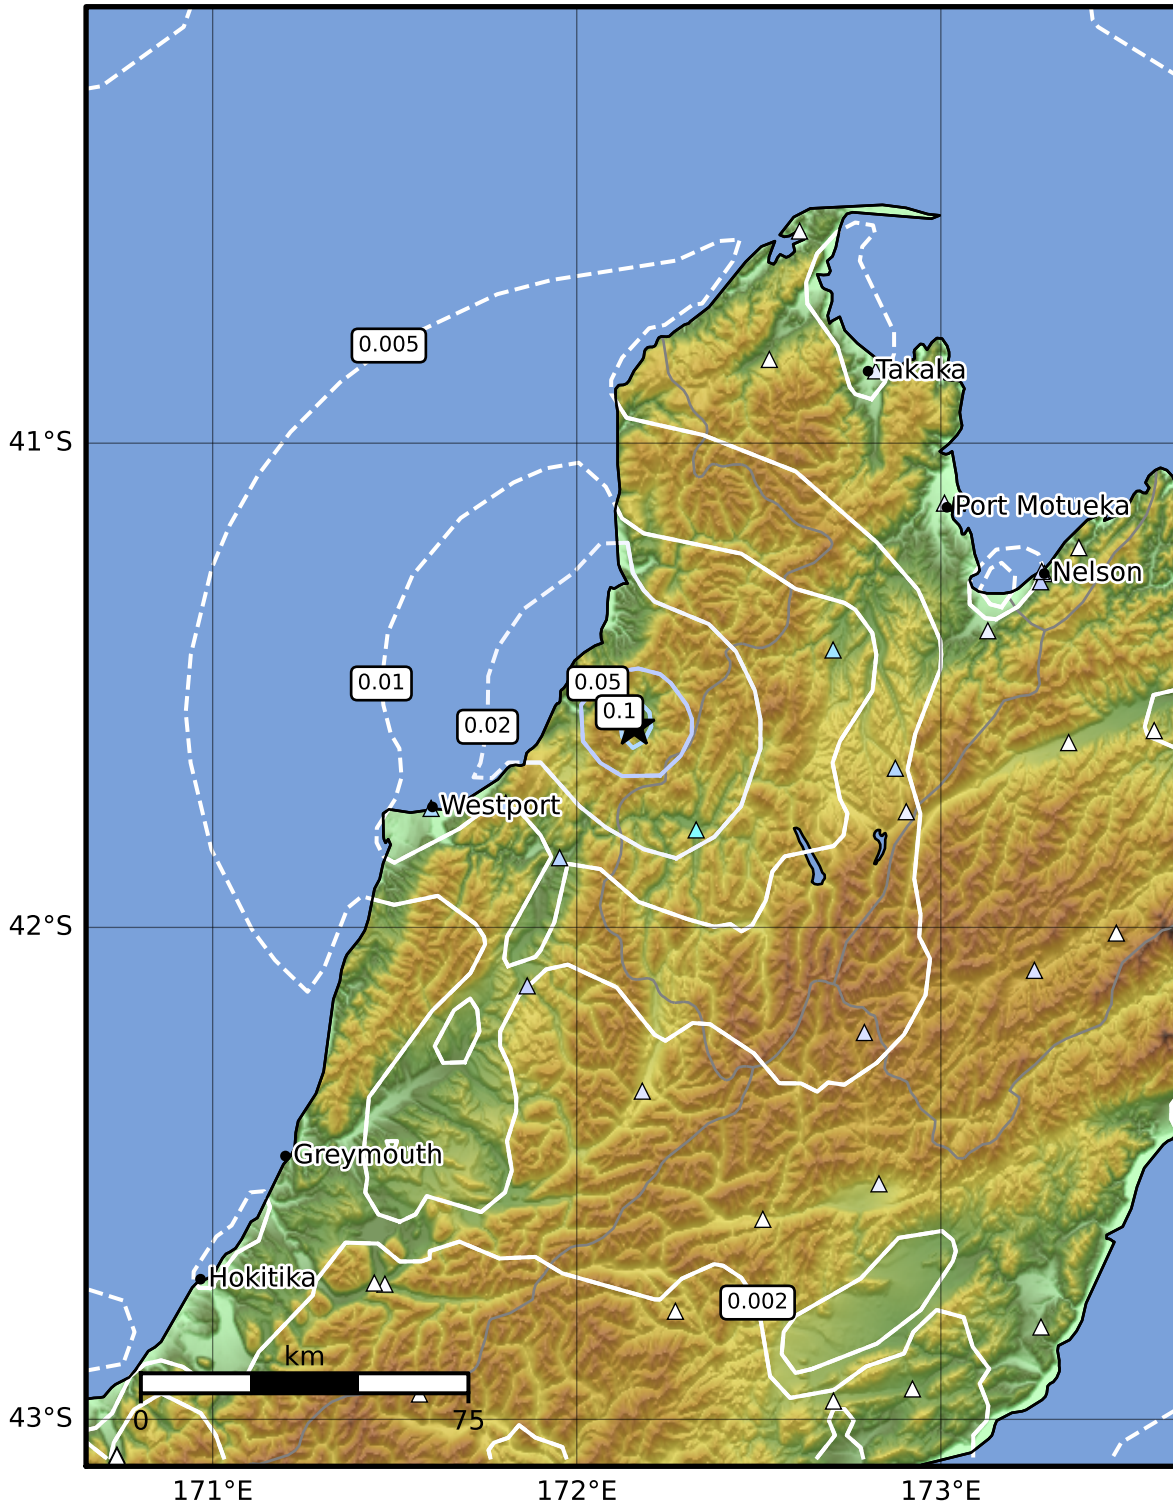 0.005
Takaka
41°S
Port Motueka
Nelson
0.01
0.05
0.1
0.02
Westport
42°S
Greymouth
Hokitika
0.002
km
0
75
43°S
171°E
172°E
173°E